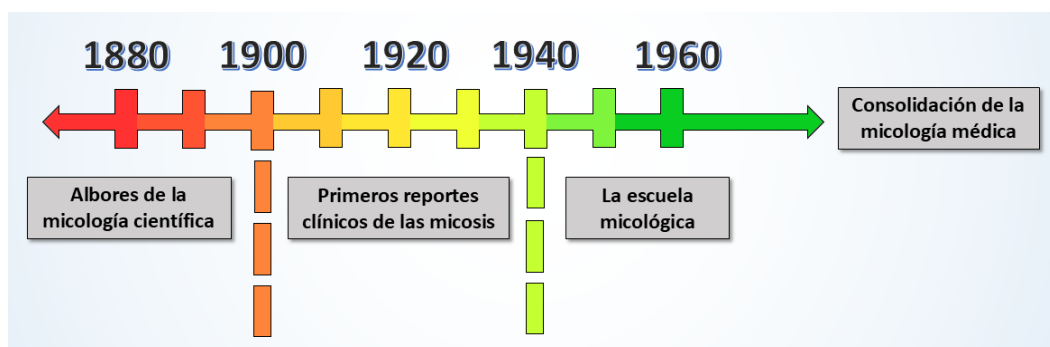 1880 1900 1920 1940 1960
Consolidación de la
micología médica
Albores de la
micología científica
Primeros reportes
clínicos de las micosis
La escuela
micológica